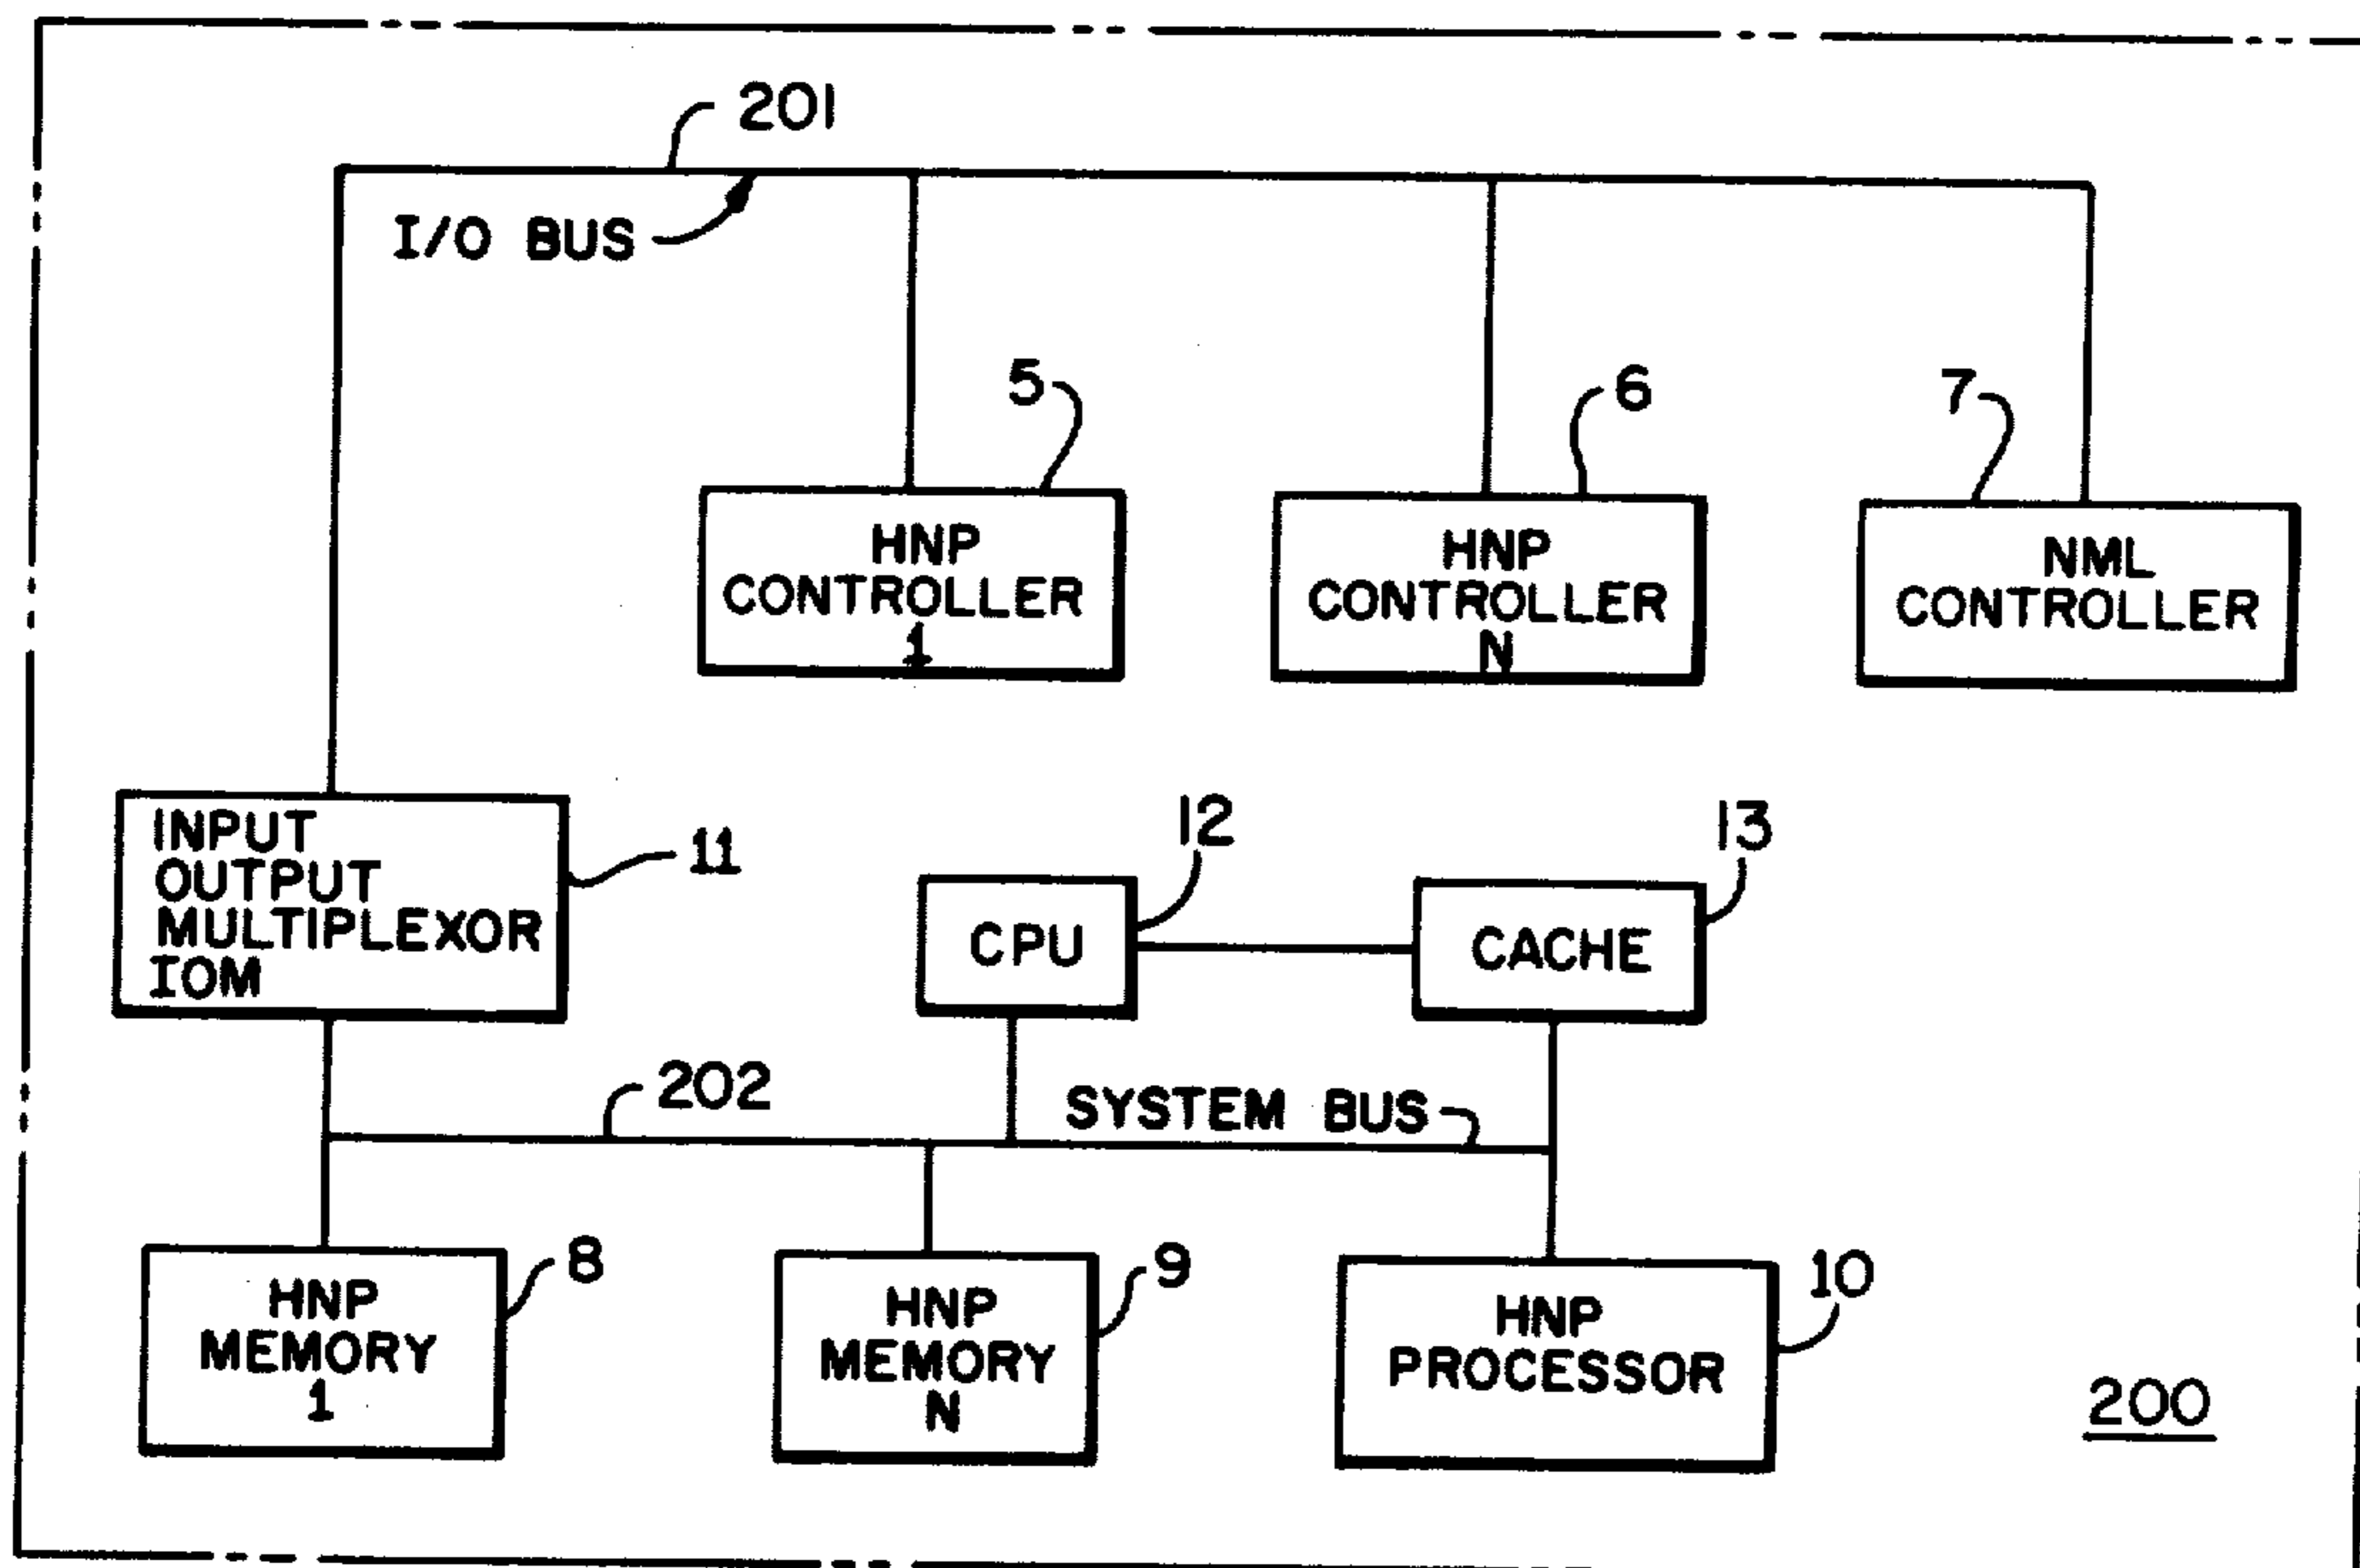 201
I/O BUS
5
6
7
HNP
CONTROLLER
1
HNP
CONTROLLER
N
NML
CONTROLLER
INPUT
OUTPUT
MULTIPLEXOR
IOM
11
12
13
CPU
CACHE
202
SYSTEM BUS
HNP
MEMORY
1
8
HNP
MEMORY
N
9
HNP
PROCESSOR
10
200